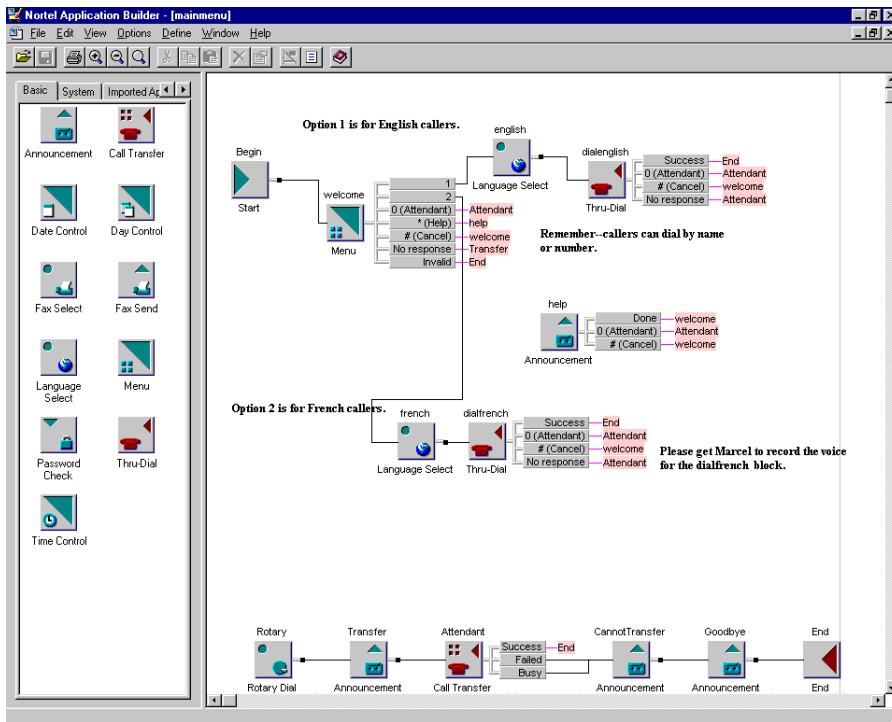 Nortel Application Builder - [mainmenu]
File Edit View Options Define Window Help
Basic System Imported Ap
Announcement Call Transfer
Date Control Day Control
Fax Select Fax Send
Language Select Menu
Password Check Thru-Dial
Time Control
Option 1 is for English callers.
Begin
Start
welcome
Menu
1
2
0 (Attendant) Attendant
* (Help) help
# (Cancel) welcome
No response Transfer
Invalid End
english
Language Select
dialenglish
Thru-Dial
Success End
0 (Attendant) Attendant
# (Cancel) welcome
No response Attendant
Remember--callers can dial by name
or number.
help
Announcement
Done welcome
0 (Attendant) Attendant
# (Cancel) welcome
Option 2 is for French callers.
french
Language Select
dialfrench
Thru-Dial
Success End
0 (Attendant) Attendant
# (Cancel) welcome
No response Attendant
Please get Marcel to record the voice
for the dialfrench block.
Rotary
Rotary Dial
Transfer
Announcement
Attendant
Call Transfer
Success End
Failed
Busy
CannotTransfer
Announcement
Goodbye
Announcement
End
End